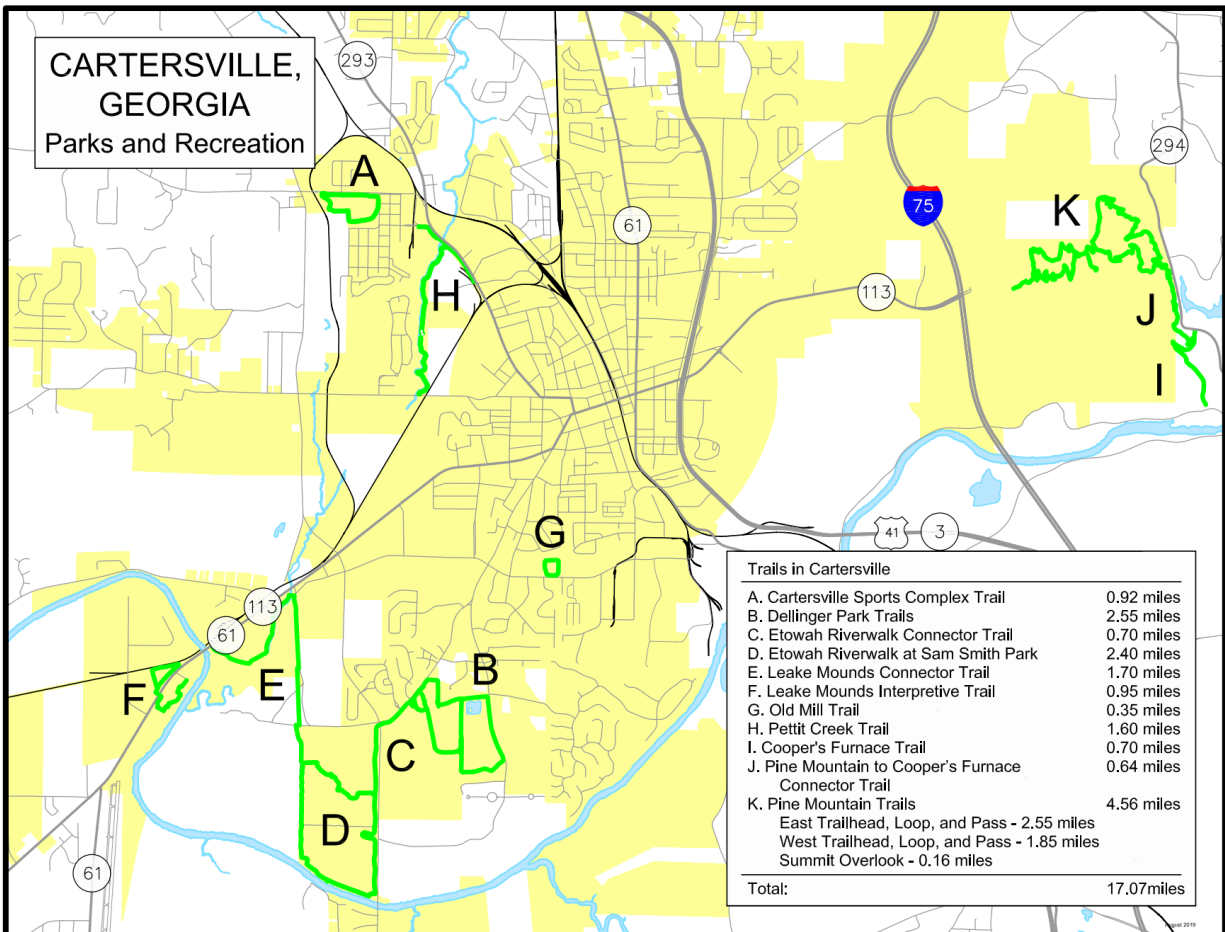 CARTERSVILLE,
GEORGIA
Parks and Recreation
293
A
294
75
K
61
113
H
J
I
G
41
3
113
61
B
E
F
C
D
61
Trails in Cartersville
A. Cartersville Sports Complex Trail 0.92 miles
B. Dellinger Park Trails 2.55 miles
C. Etowah Riverwalk Connector Trail 0.70 miles
D. Etowah Riverwalk at Sam Smith Park 2.40 miles
E. Leake Mounds Connector Trail 1.70 miles
F. Leake Mounds Interpretive Trail 0.95 miles
G. Old Mill Trail 0.35 miles
H. Pettit Creek Trail 1.60 miles
I. Cooper's Furnace Trail 0.70 miles
J. Pine Mountain to Cooper's Furnace 0.64 miles
Connector Trail
K. Pine Mountain Trails 4.56 miles
East Trailhead, Loop, and Pass - 2.55 miles
West Trailhead, Loop, and Pass - 1.85 miles
Summit Overlook - 0.16 miles
Total: 17.07miles
August 2019